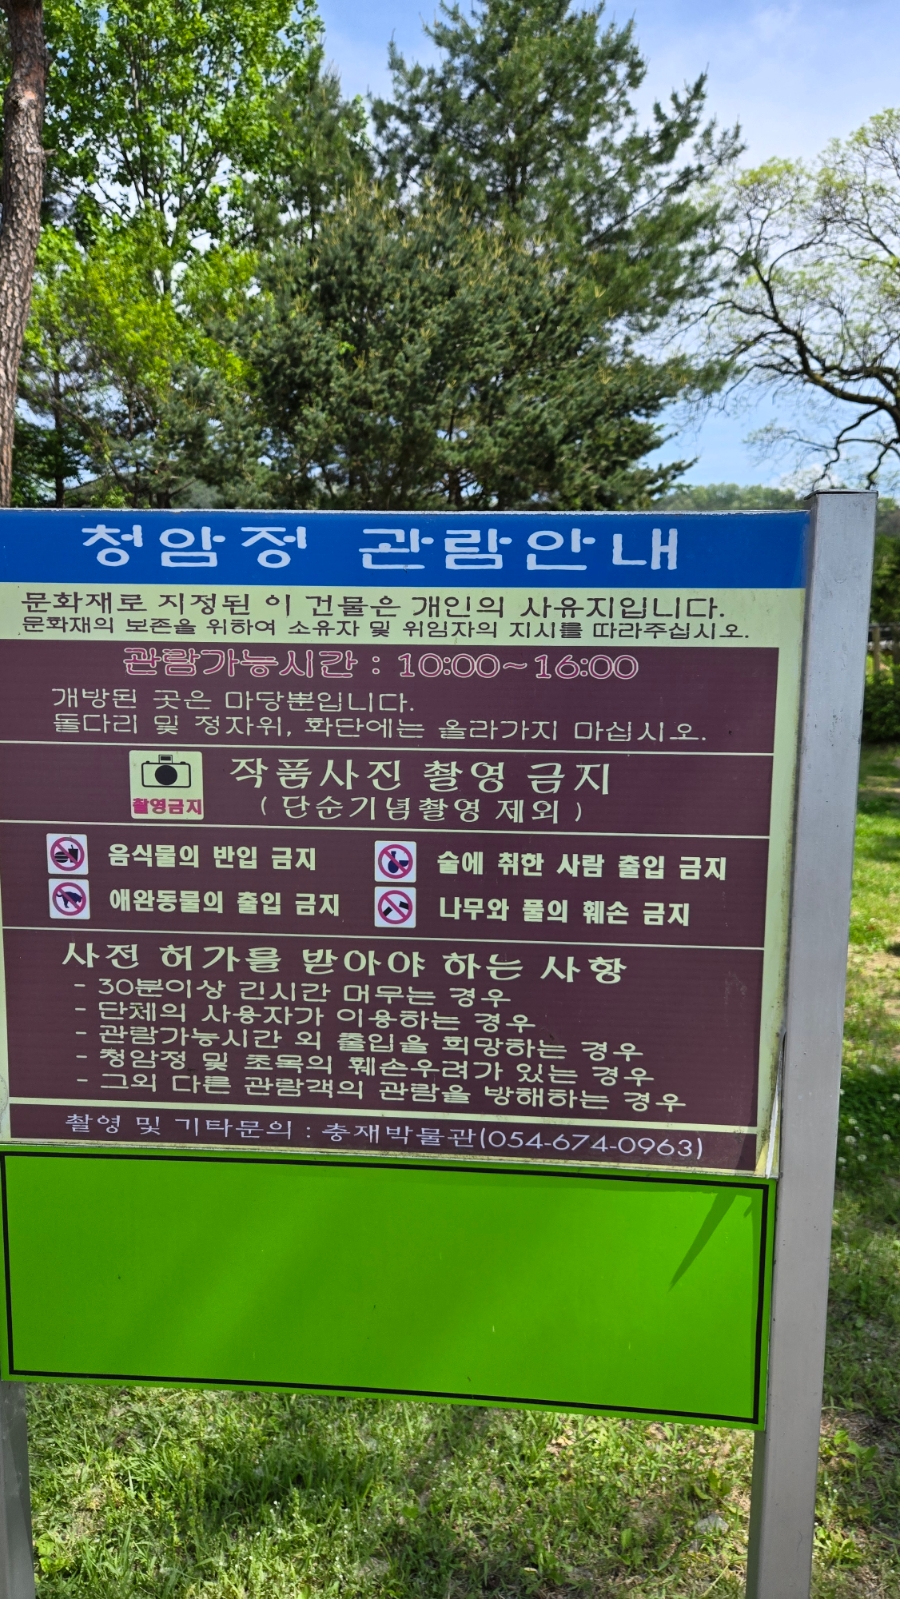 청암정 관람안내
문화재로 지정된 이 건물은 개인의 사유지입니다.
문화재의 보존을 위하여 소유자 및 위임자의 지시를 따라주십시오.
관람가능시간 : 10:00~16:00
개방된 곳은 마당뿐입니다.
돌다리 및 정자위, 화단에는 올라가지 마십시오.
촬영금지
작품사진 촬영 금지
( 단순기념촬영 제외 )
음식물의 반입 금지
술에 취한 사람 출입 금지
애완동물의 출입 금지
나무와 풀의 훼손 금지
사전 허가를 받아야 하는 사항
- 30분이상 긴시간 머무는 경우
- 단체의 사용자가 이용하는 경우
- 관람가능시간 외 출입을 희망하는 경우
- 청암정 및 초목의 훼손우려가 있는 경우
- 그외 다른 관람객의 관람을 방해하는 경우
촬영 및 기타문의 : 충재박물관(054-674-0963)